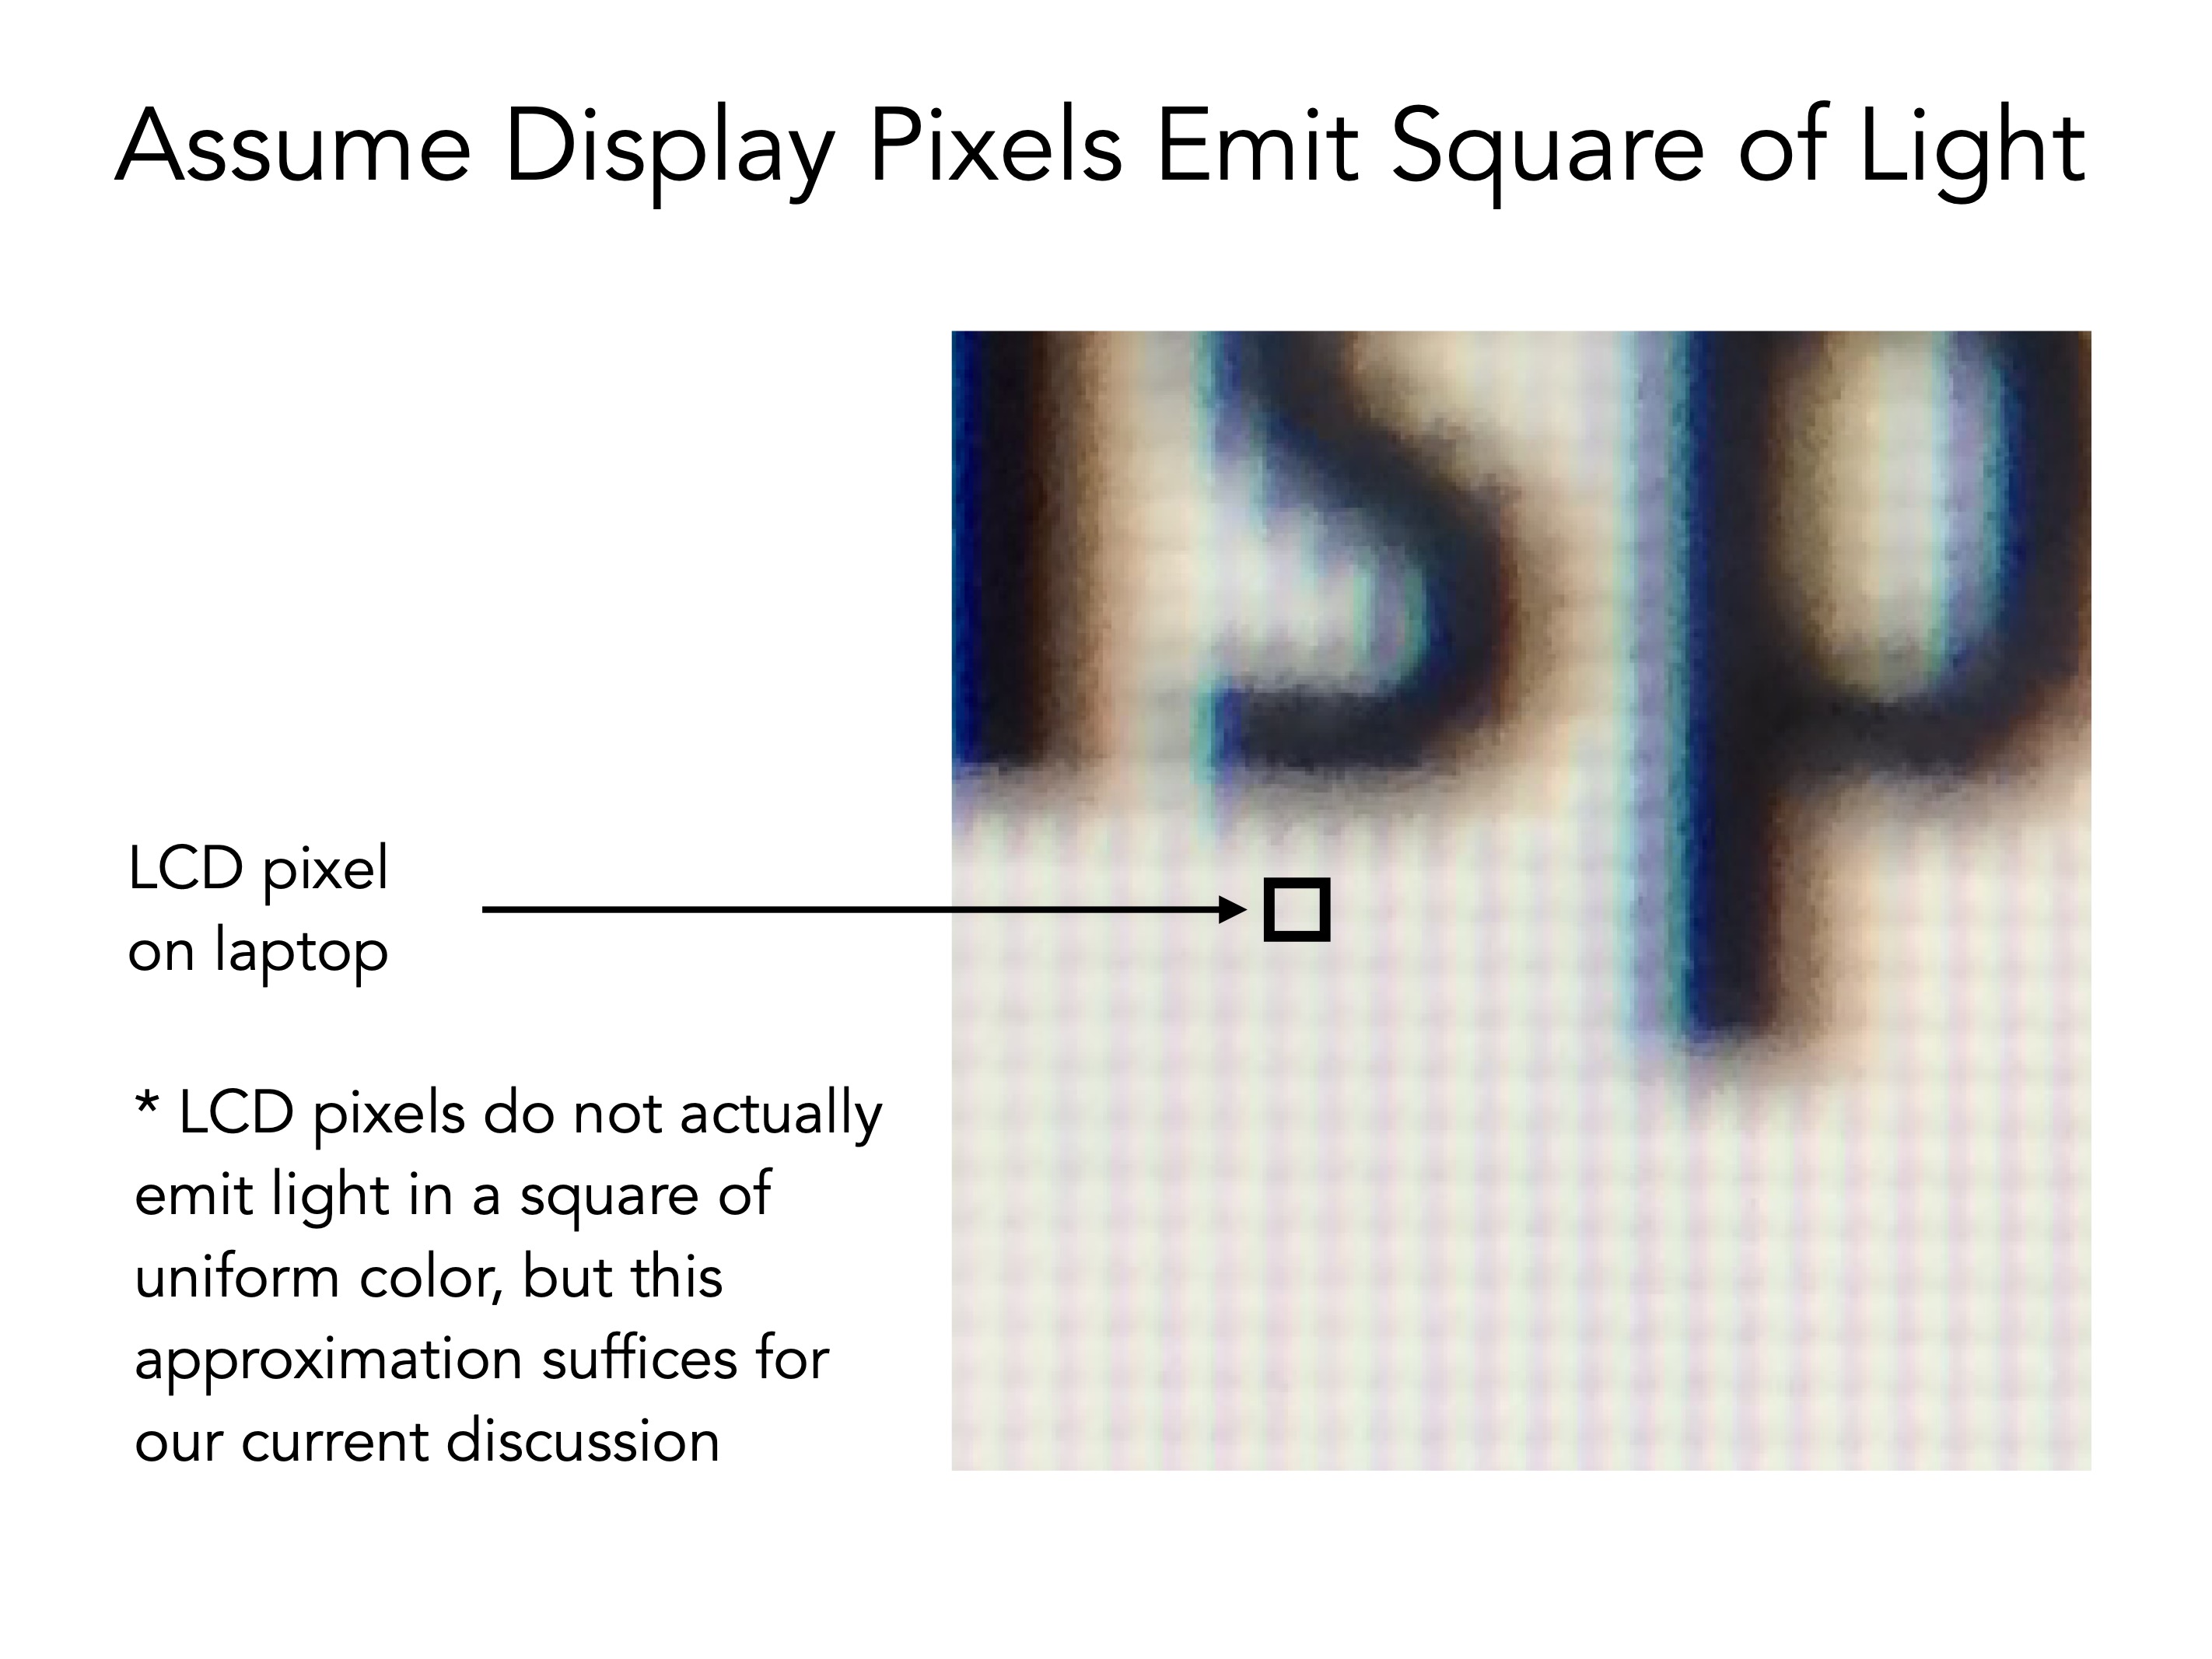 Assume Display Pixels Emit Square of Light
isp
LCD pixel
on laptop
* LCD pixels do not actually
emit light in a square of
uniform color, but this
approximation suffices for
our current discussion